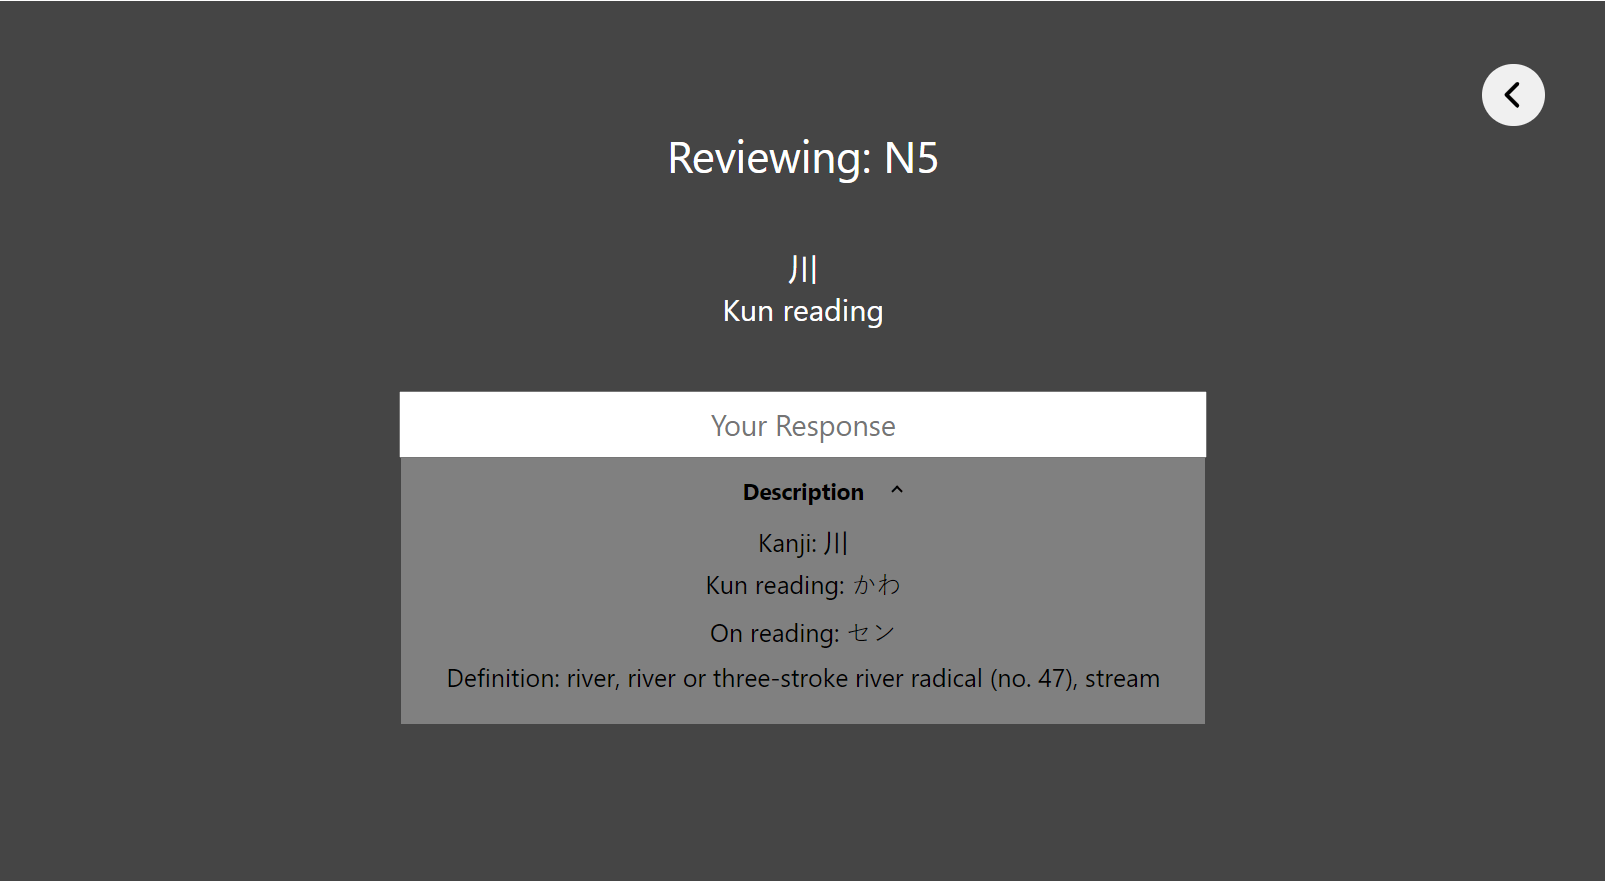 Reviewing: N5
川
Kun reading
Your Response
Description
Kanji: 川
Kun reading: かわ
On reading: セン
Definition: river, river or three-stroke river radical (no. 47), stream